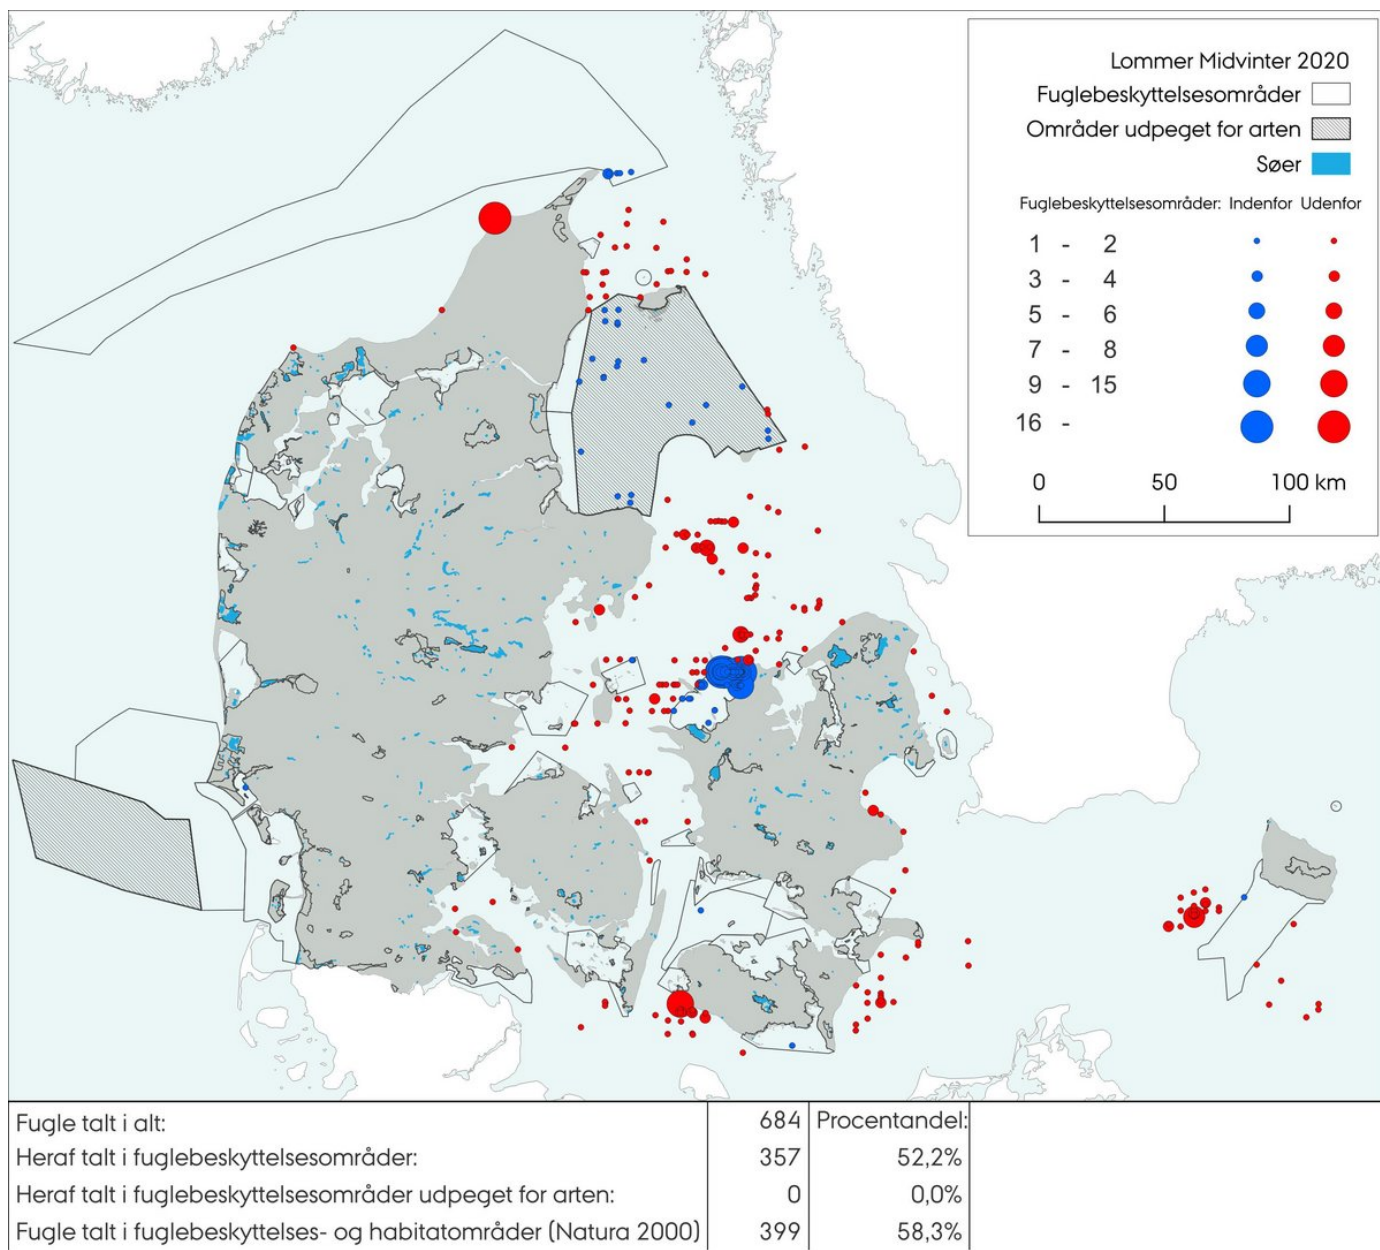 Lommer Midvinter 2020
Fuglebeskyttelsesområder
Områder udpeget for arten
Søer
Fuglebeskyttelsesområder: Indenfor Udenfor
1 - 2
3 - 4
5 - 6
7 - 8
9 - 15
16 -
0 50 100 km
Fugle talt i alt: 684 Procentandel:
Heraf talt i fuglebeskyttelsesområder: 357 52,2%
Heraf talt i fuglebeskyttelsesområder udpeget for arten: 0 0,0%
Fugle talt i fuglebeskyttelses- og habitatområder (Natura 2000) 399 58,3%